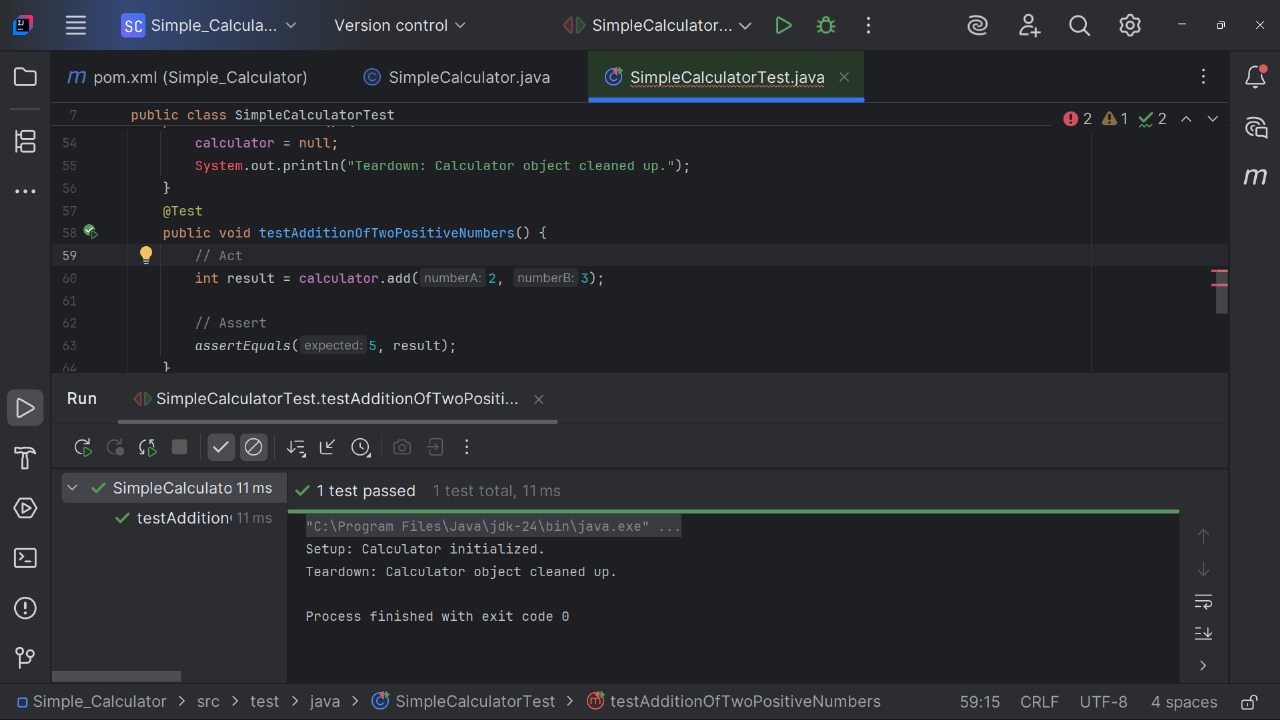 SC Simple_Calcula... Version control SimpleCalculator...
pom.xml (Simple_Calculator) SimpleCalculator.java SimpleCalculatorTest.java
7 public class SimpleCalculatorTest 2 1 2
54 calculator = null;
55 System.out.println("Teardown: Calculator object cleaned up.");
56 }
57 @Test
58 public void testAdditionOfTwoPositiveNumbers() {
59 // Act
60 int result = calculator.add( numberA: 2, numberB: 3);
61
62 // Assert
63 assertEquals( expected: 5, result);
64 }
Run SimpleCalculatorTest.testAdditionOfTwoPositi...
SimpleCalculato 11 ms
testAddition 11 ms
1 test passed 1 test total, 11 ms
"C:\Program Files\Java\jdk-24\bin\java.exe" ...
Setup: Calculator initialized.
Teardown: Calculator object cleaned up.
Process finished with exit code 0
Simple_Calculator > src > test > java > SimpleCalculatorTest > testAdditionOfTwoPositiveNumbers 59:15 CRLF UTF-8 4 spaces